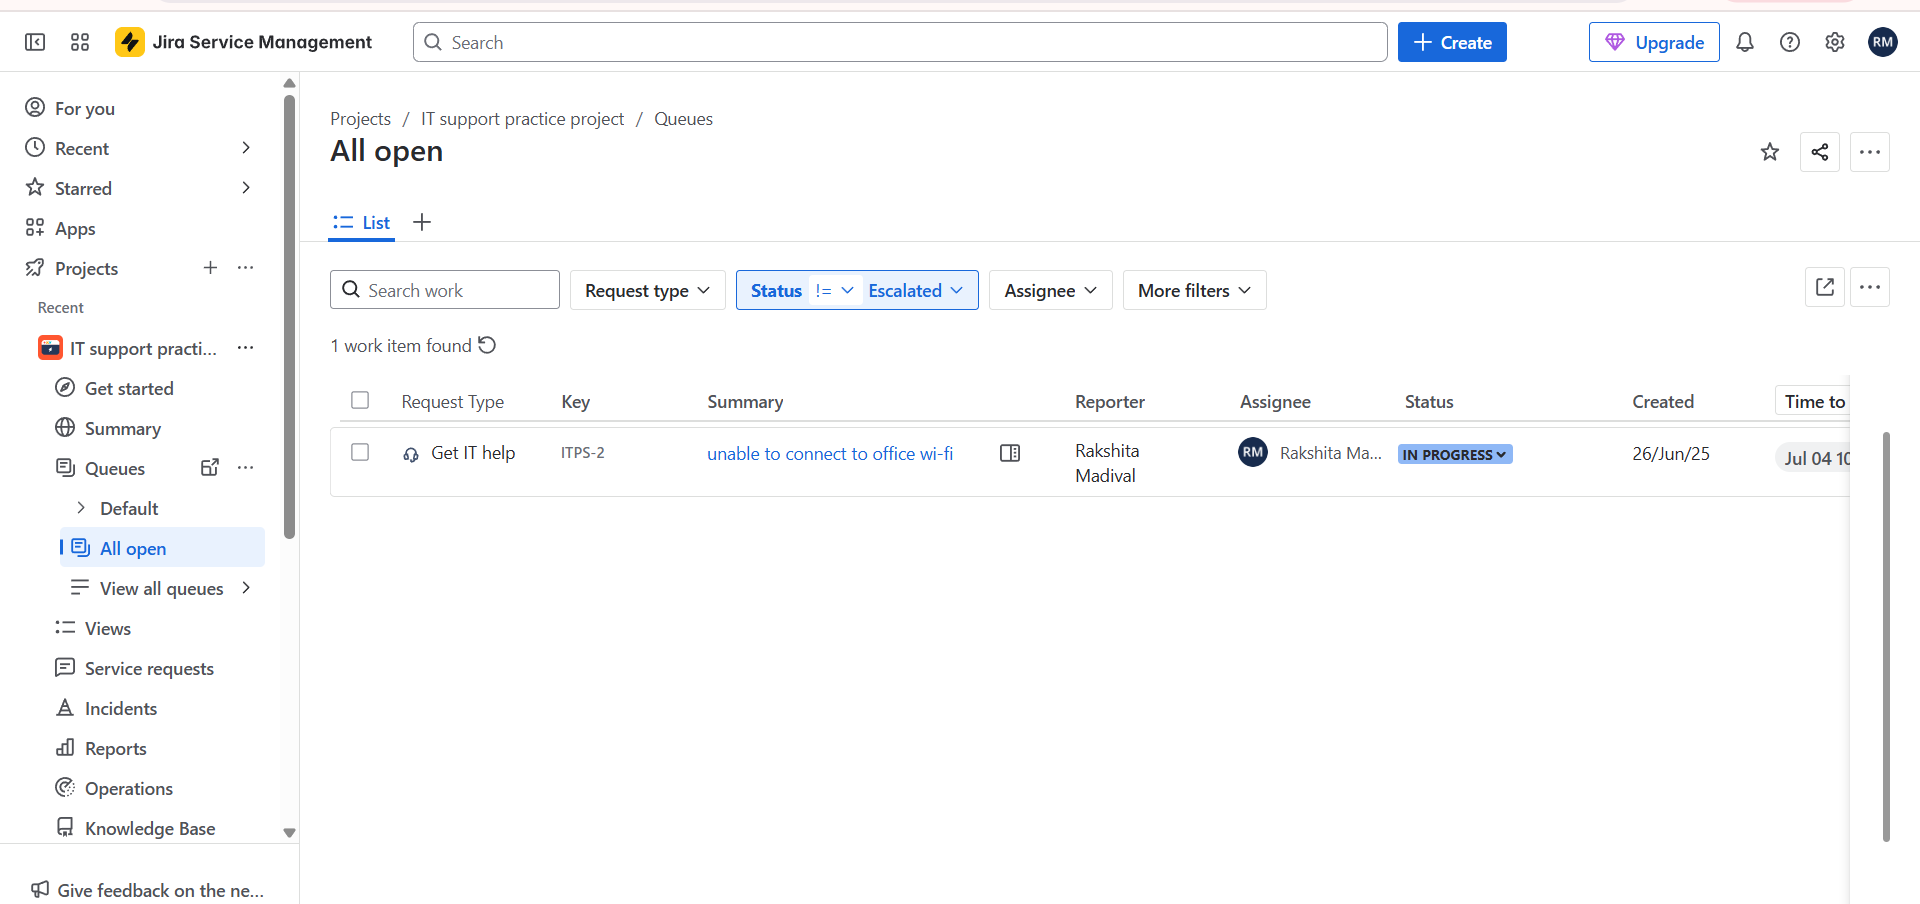 Jira Service Management
Search
Create
Upgrade
RM
For you
Recent
Starred
Apps
Projects
Recent
IT support practi...
Get started
Summary
Queues
Default
All open
View all queues
Views
Service requests
Incidents
Reports
Operations
Knowledge Base
Give feedback on the ne...
Projects / IT support practice project / Queues
All open
List
Search work
Request type
Status != Escalated
Assignee
More filters
1 work item found
Request Type Key Summary Reporter Assignee Status Created Time to
Get IT help ITPS-2 unable to connect to office wi-fi Rakshita Madival RM Rakshita Ma... IN PROGRESS 26/Jun/25 Jul 04 10